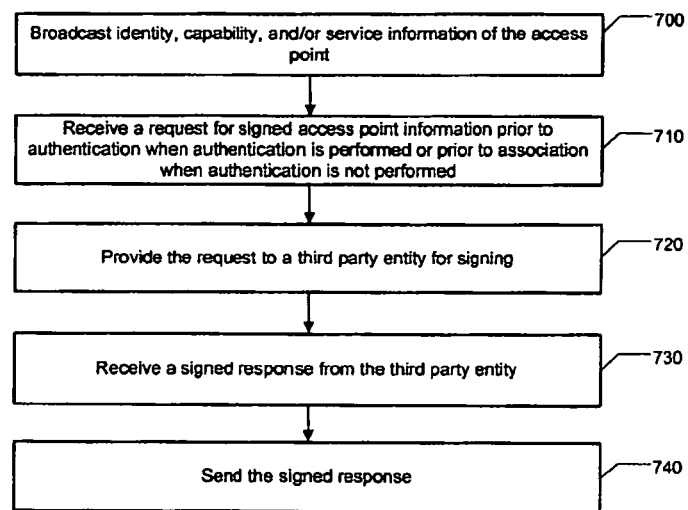 Broadcast identity, capability, and/or service information of the access
point
700
Receive a request for signed access point information prior to
authentication when authentication is performed or prior to association
when authentication is not performed
710
Provide the request to a third party entity for signing
720
Receive a signed response from the third party entity
730
Send the signed response
740